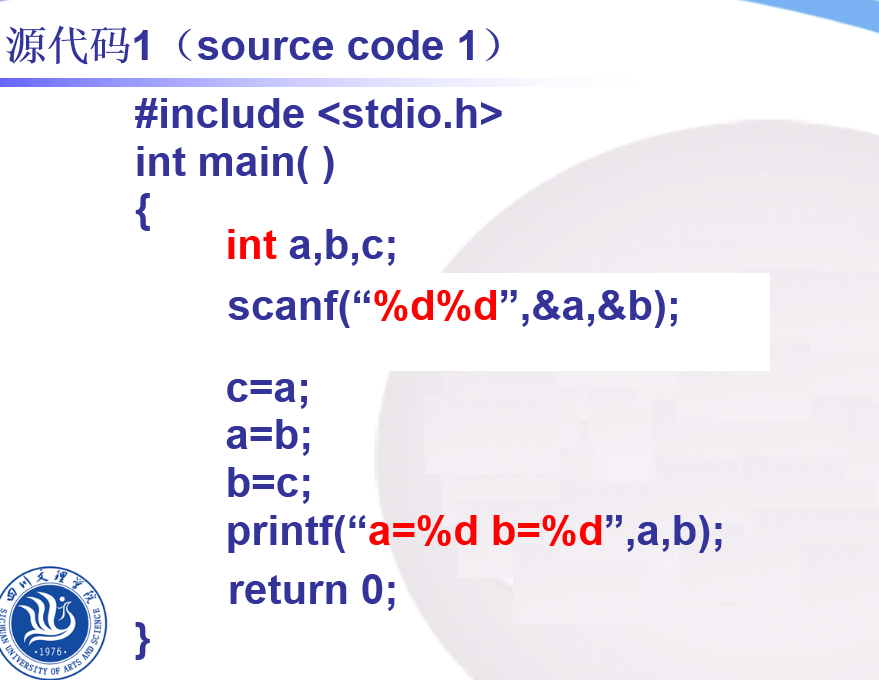 源代码1（source code 1）
#include <stdio.h>
int main( )
{
int a,b,c;
scanf(“%d%d”,&a,&b);
c=a;
a=b;
b=c;
printf(“a=%d b=%d”,a,b);
return 0;
}
四川文理学院
·1976·
SICHUAN UNIVERSITY OF ARTS AND SCIENCE